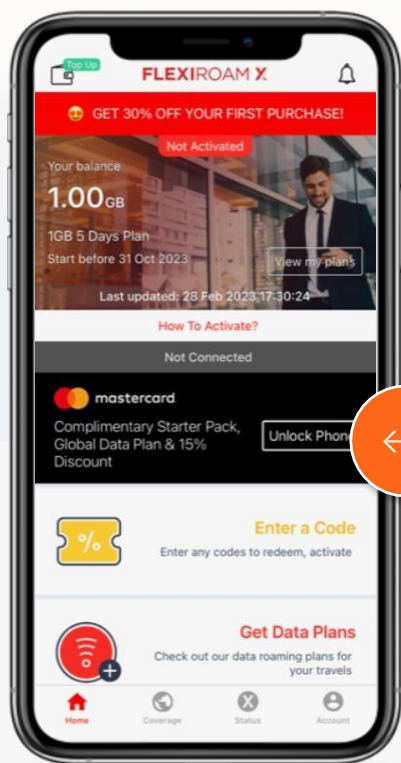 Top Up
FLEXIROAM X
GET 30% OFF YOUR FIRST PURCHASE!
Not Activated
Your balance
1.00GB
1GB 5 Days Plan
Start before 31 Oct 2023
View my plans
Last updated: 28 Feb 2023 17:30:24
How To Activate?
Not Connected
mastercard
Complimentary Starter Pack,
Global Data Plan & 15%
Discount
Unlock Phone
%
Enter a Code
Enter any codes to redeem, activate
Get Data Plans
Check out our data roaming plans for
your travels
Home
Coverage
X
Status
Account